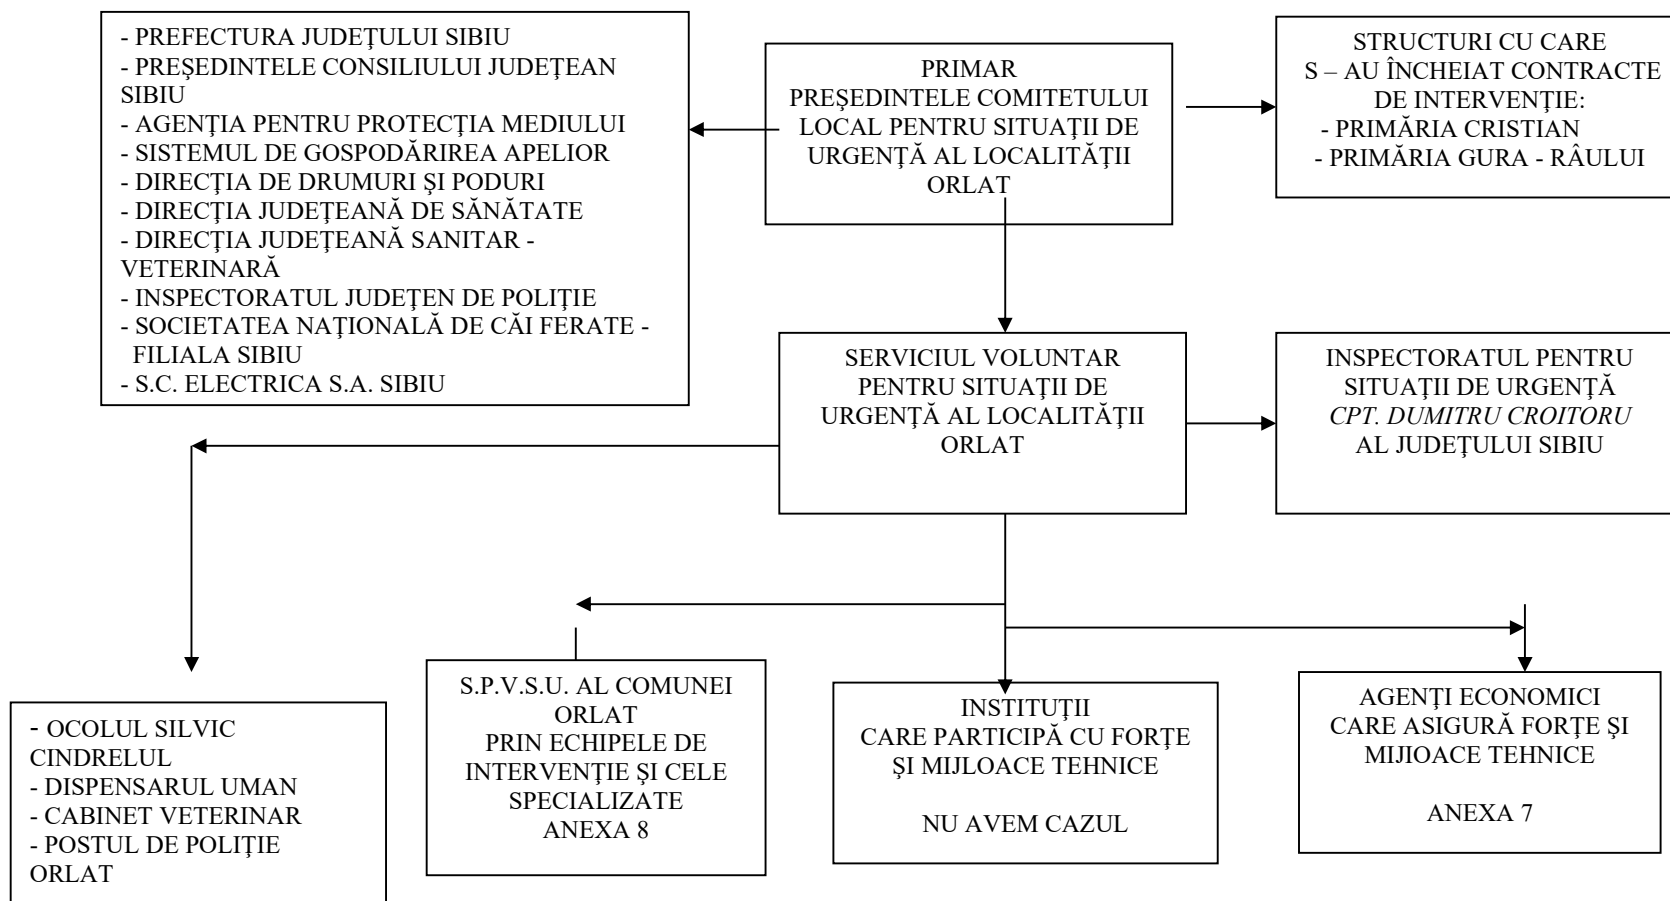 - PREFECTURA JUDEŢULUI SIBIU
- PREŞEDINTELE CONSILIULUI JUDEŢEAN
SIBIU
- AGENŢIA PENTRU PROTECŢIA MEDIULUI
- SISTEMUL DE GOSPODĂRIREA APELIOR
- DIRECŢIA DE DRUMURI ŞI PODURI
- DIRECŢIA JUDEŢEANĂ DE SĂNĂTATE
- DIRECŢIA JUDEŢEANĂ SANITAR -
VETERINARĂ
- INSPECTORATUL JUDEŢEN DE POLIŢIE
- SOCIETATEA NAŢIONALĂ DE CĂI FERATE -
FILIALA SIBIU
- S.C. ELECTRICA S.A. SIBIU
PRIMAR
PREŞEDINTELE COMITETULUI
LOCAL PENTRU SITUAŢII DE
URGENŢĂ AL LOCALITĂŢII
ORLAT
STRUCTURI CU CARE
S – AU ÎNCHEIAT CONTRACTE
DE INTERVENŢIE:
- PRIMĂRIA CRISTIAN
- PRIMĂRIA GURA - RÂULUI
SERVICIUL VOLUNTAR
PENTRU SITUAŢII DE
URGENŢĂ AL LOCALITĂŢII
ORLAT
INSPECTORATUL PENTRU
SITUAŢII DE URGENŢĂ
CPT. DUMITRU CROITORU
AL JUDEŢULUI SIBIU
- OCOLUL SILVIC
CINDRELUL
- DISPENSARUL UMAN
- CABINET VETERINAR
- POSTUL DE POLIŢIE
ORLAT
S.P.V.S.U. AL COMUNEI
ORLAT
PRIN ECHIPELE DE
INTERVENŢIE ŞI CELE
SPECIALIZATE
ANEXA 8
INSTITUŢII
CARE PARTICIPĂ CU FORŢE
ŞI MIJLOACE TEHNICE
NU AVEM CAZUL
AGENŢI ECONOMICI
CARE ASIGURĂ FORŢE ŞI
MIJIOACE TEHNICE
ANEXA 7